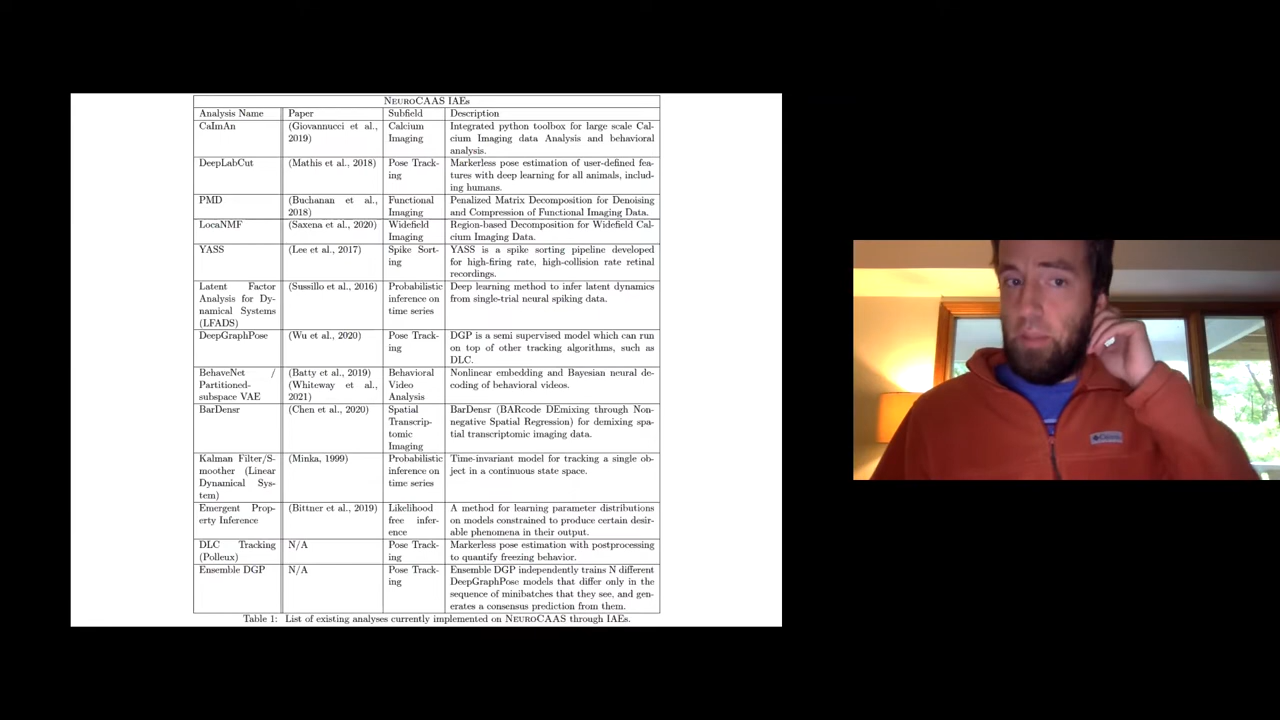 NEUROCAAS IAES
Analysis Name Paper Subfield Description
CaImAn (Giovannucci et al., Calcium Integrated python toolbox for large scale Cal-
2019) Imaging cium Imaging data Analysis and behavioral
analysis.
DeepLabCut (Mathis et al., 2018) Pose Track- Markerless pose estimation of user-defined fea-
ing tures with deep learning for all animals, includ-
ing humans.
PMD (Buchanan et al., Functional Penalized Matrix Decomposition for Denoising
2018) Imaging and Compression of Functional Imaging Data.
LocaNMF (Saxena et al., 2020) Widefield Region-based Decomposition for Widefield Cal-
Imaging cium Imaging Data.
YASS (Lee et al., 2017) Spike Sort- YASS is a spike sorting pipeline developed
ing for high-firing rate, high-collision rate retinal
recordings.
Latent Factor (Sussillo et al., 2016) Probabilistic Deep learning method to infer latent dynamics
Analysis for Dy- inference on from single-trial neural spiking data.
namical Systems time series
(LFADS)
DeepGraphPose (Wu et al., 2020) Pose Track- DGP is a semi supervised model which can run
ing on top of other tracking algorithms, such as
DLC.
BehaveNet / (Batty et al., 2019) Behavioral Nonlinear embedding and Bayesian neural de-
Partitioned- (Whiteway et al., Video coding of behavioral videos.
subspace VAE 2021) Analysis
BarDensr (Chen et al., 2020) Spatial BarDensr (BARcode DEmixing through Non-
Transcrip- negative Spatial Regression) for demixing spa-
tomic tial transcriptomic imaging data.
Imaging
Kalman Filter/S- (Minka, 1999) Probabilistic Time-invariant model for tracking a single ob-
moother (Linear inference on ject in a continuous state space.
Dynamical Sys- time series
tem)
Emergent Prop- (Bittner et al., 2019) Likelihood A method for learning parameter distributions
erty Inference free infer- on models constrained to produce certain desir-
ence able phenomena in their output.
DLC Tracking N/A Pose Track- Markerless pose estimation with postprocessing
(Polleux) ing to quantify freezing behavior.
Ensemble DGP N/A Pose Track- Ensemble DGP independently trains N different
ing DeepGraphPose models that differ only in the
sequence of minibatches that they see, and gen-
erates a consensus prediction from them.
Table 1: List of existing analyses currently implemented on NEUROCAAS through IAEs.
Columbia